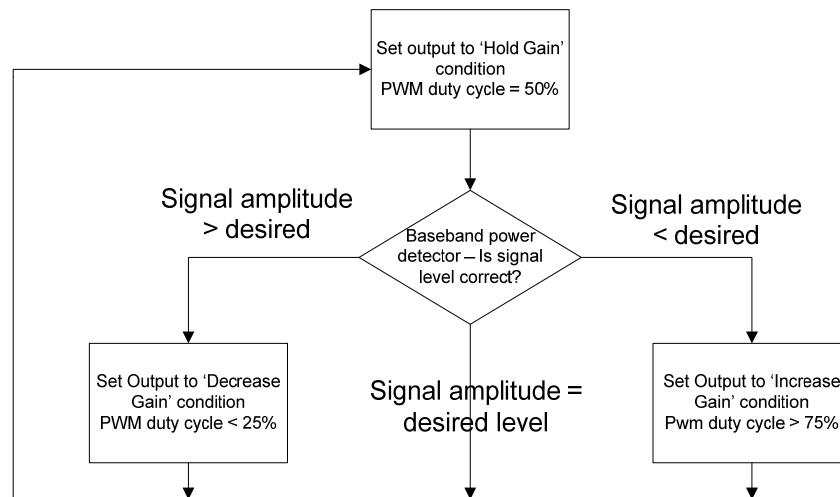 Set output to 'Hold Gain'
condition
PWM duty cycle = 50%
Signal amplitude
> desired
Signal amplitude
< desired
Baseband power
detector – Is signal
level correct?
Set Output to 'Decrease
Gain' condition
PWM duty cycle < 25%
Signal amplitude =
desired level
Set Output to 'Increase
Gain' condition
Pwm duty cycle > 75%